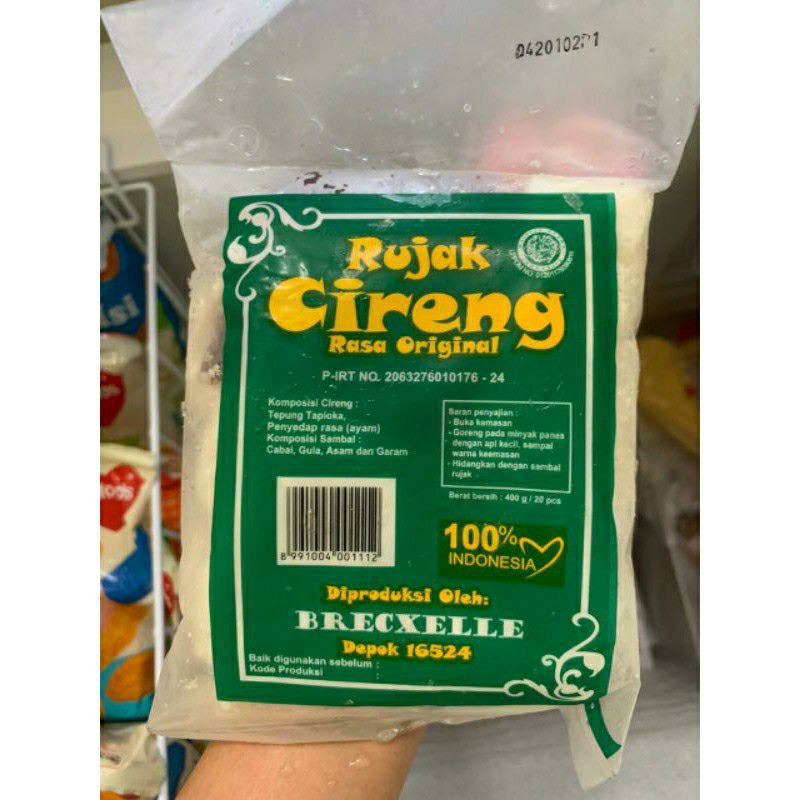 Rujak
Cireng
Rasa Original
P-IRT NO. 2063276010176 - 24
Komposisi Cireng :
Tepung Tapioka,
Penyedap rasa (ayam)
Komposisi Sambal :
Cabai, Gula, Asam dan Garam
Saran penyajian :
- Buka kamasan
- Goreng pada minyak panas
dengan api kecil, sampai
warna keemasan
- Hidangkan dengan sambal
rujak
Berat bersih : 400 g / 20 pcs
8 991004 001112
100%
INDONESIA
Diproduksi Oleh:
BRECXELLE
Depok 16524
Baik digunakan sebelum :
Kode Produksi :